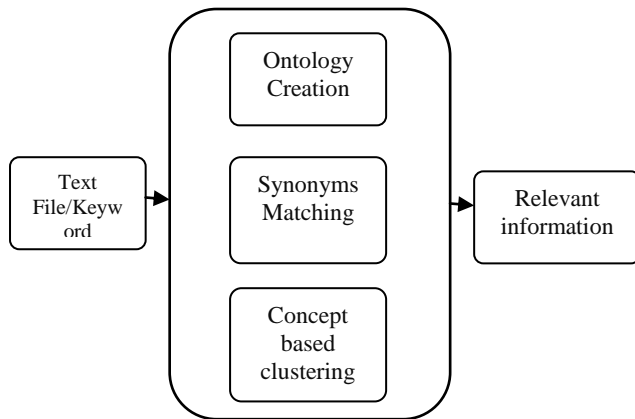 Text
File/Keyw
ord
Ontology
Creation
Synonyms
Matching
Concept
based
clustering
Relevant
information